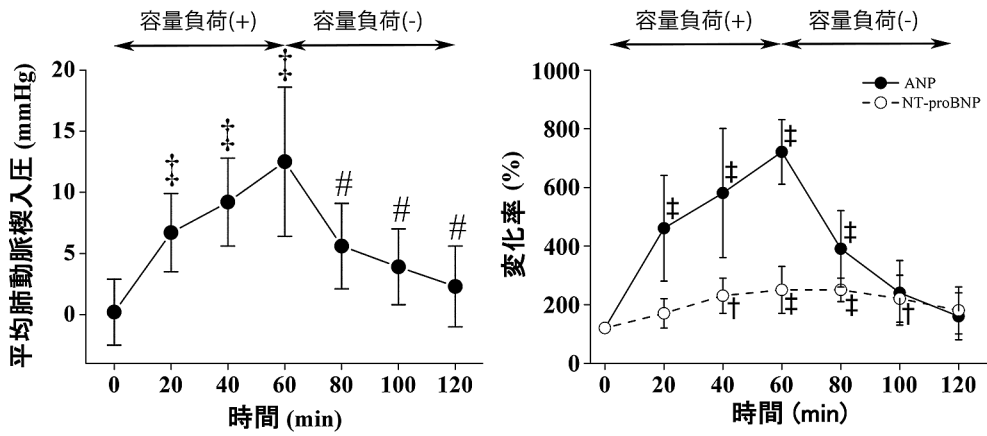 容量負荷(+) 容量負荷(-)
平均肺動脈楔入圧 (mmHg)
20
15
10
5
0
‡ ‡ ‡ # # #
0 20 40 60 80 100 120
時間 (min)
容量負荷(+) 容量負荷(-)
変化率 (%)
1000
800
600
400
200
0
ANP
NT-proBNP
‡ ‡ ‡ ‡
† ‡ ‡ †
0 20 40 60 80 100 120
時間 (min)